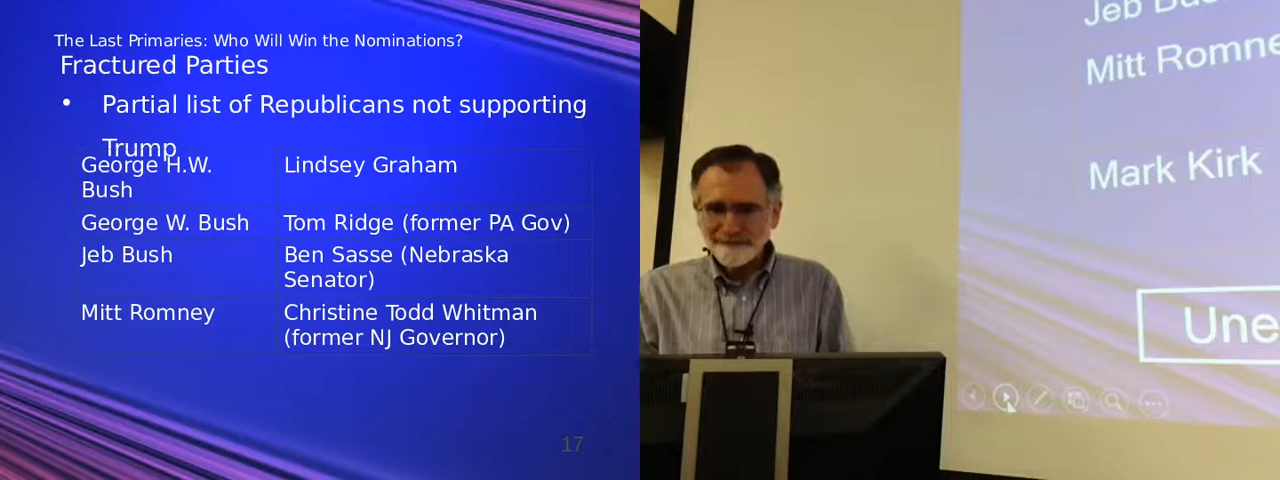 The Last Primaries: Who Will Win the Nominations?
Fractured Parties
• Partial list of Republicans not supporting
Trump
George H.W.
Bush
Lindsey Graham
George W. Bush
Tom Ridge (former PA Gov)
Jeb Bush
Ben Sasse (Nebraska
Senator)
Mitt Romney
Christine Todd Whitman
(former NJ Governor)
17
Jeb Bus
Mitt Romne
Mark Kirk
Une